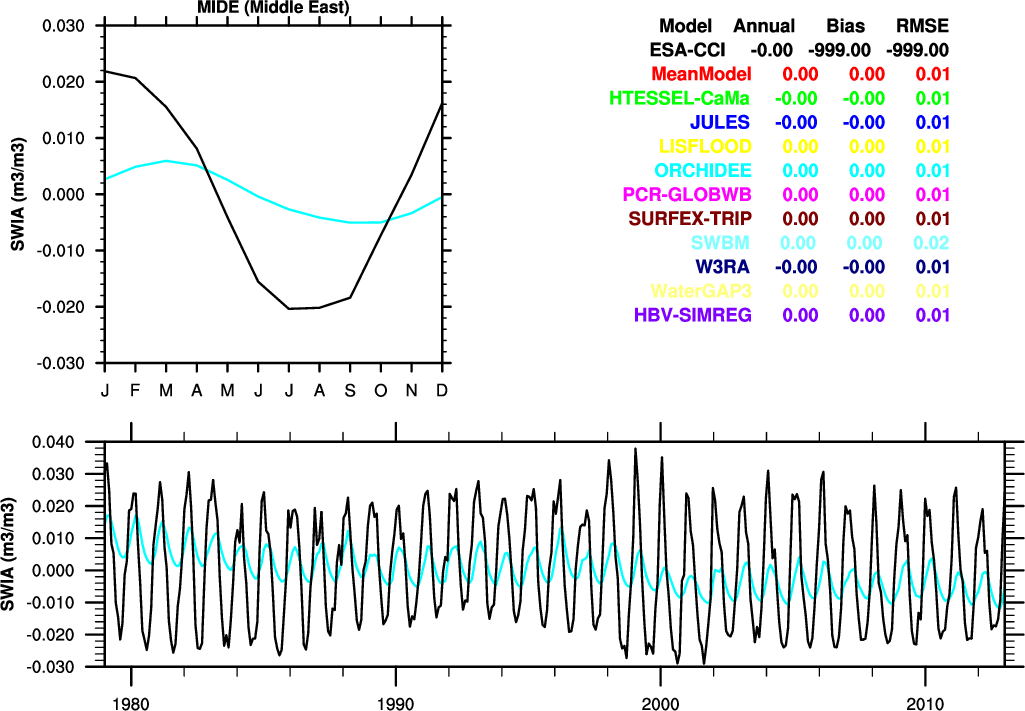 MIDE (Middle East)
0.030
0.020
0.010
0.000
-0.010
-0.020
-0.030
SWIA (m3/m3)
J F M A M J J A S O N D
Model Annual Bias RMSE
ESA-CCI -0.00 -999.00 -999.00
MeanModel 0.00 0.00 0.01
HTESSEL-CaMa -0.00 -0.00 0.01
JULES -0.00 -0.00 0.01
LISFLOOD 0.00 0.00 0.01
ORCHIDEE 0.00 0.00 0.01
PCR-GLOBWB 0.00 0.00 0.01
SURFEX-TRIP 0.00 0.00 0.01
SWBM 0.00 0.00 0.02
W3RA -0.00 -0.00 0.01
WaterGAP3 0.00 0.00 0.01
HBV-SIMREG 0.00 0.00 0.01
0.040
0.030
0.020
0.010
0.000
-0.010
-0.020
-0.030
SWIA (m3/m3)
1980 1990 2000 2010